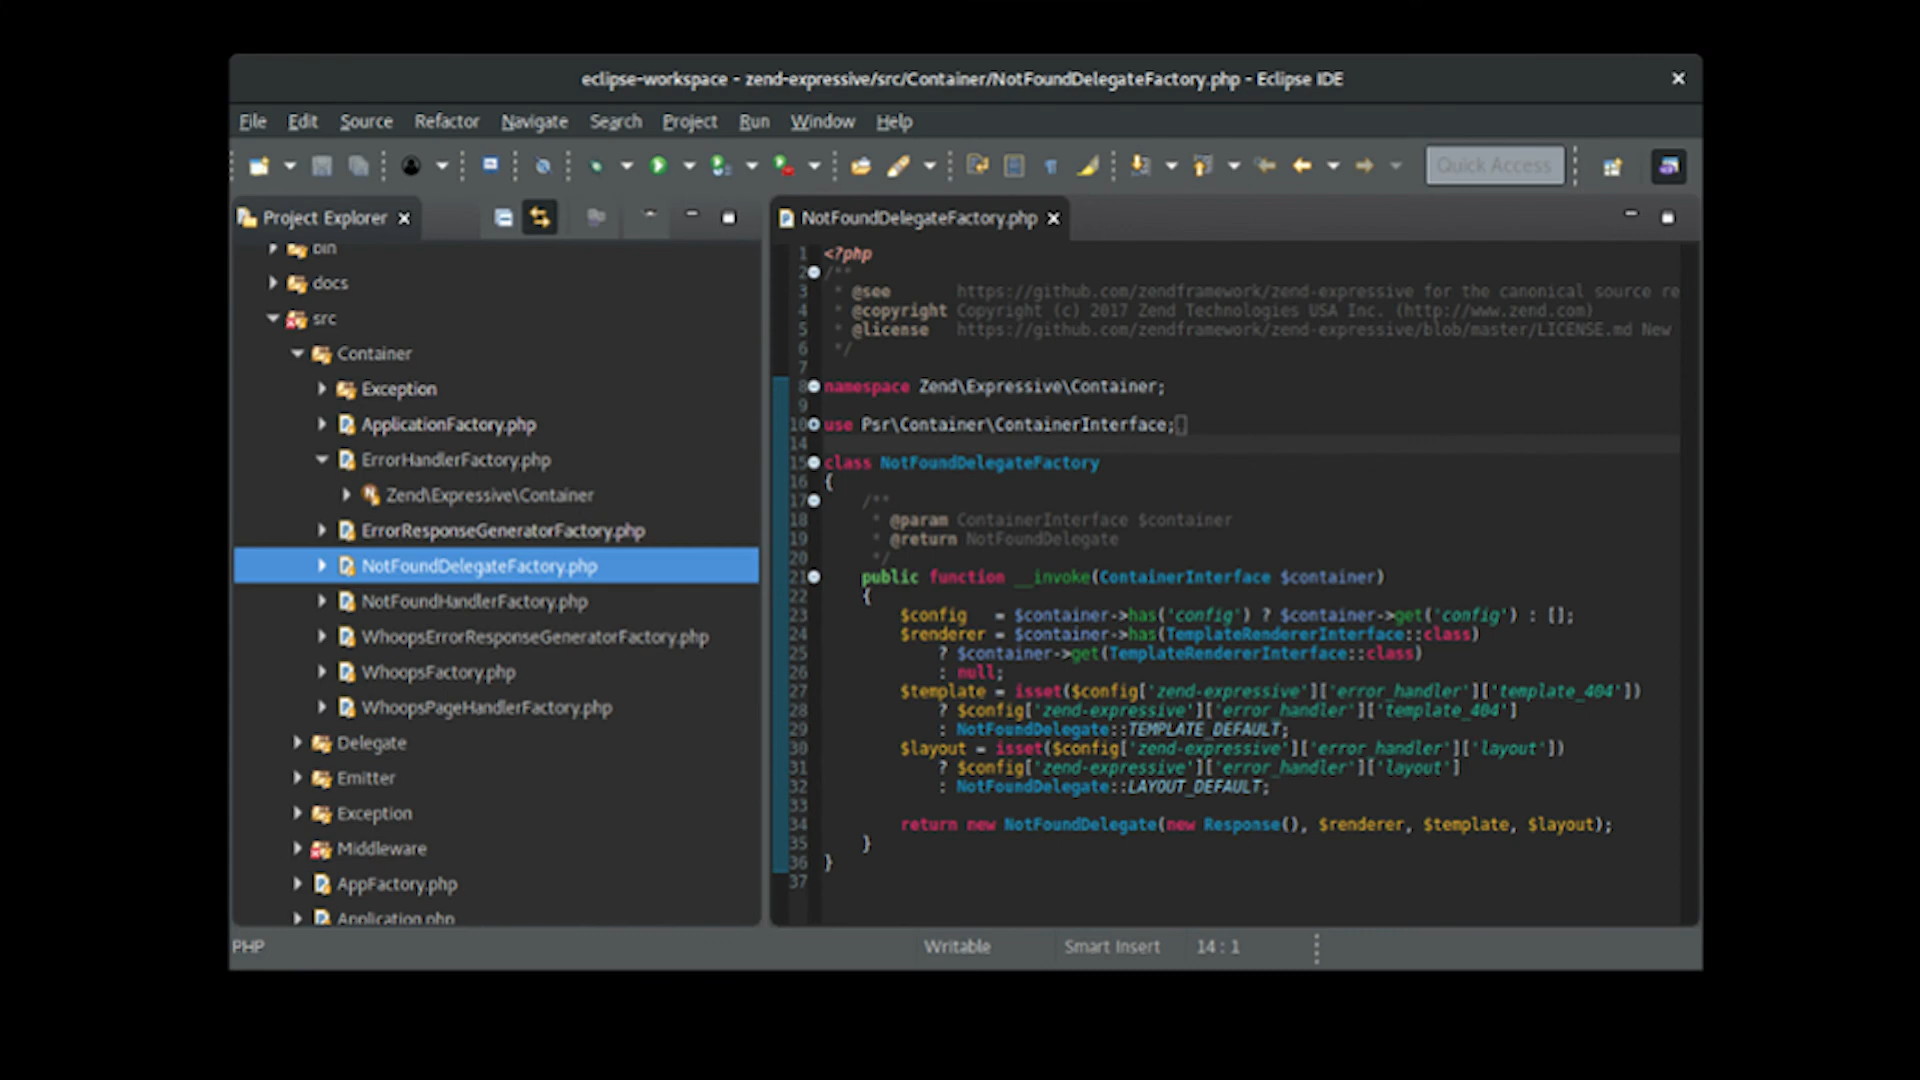 eclipse-workspace - zend-expressive/src/Container/NotFoundDelegateFactory.php - Eclipse IDE
File Edit Source Refactor Navigate Search Project Run Window Help
Quick Access
Project Explorer
bin
docs
src
Container
Exception
ApplicationFactory.php
ErrorHandlerFactory.php
Zend\Expressive\Container
ErrorResponseGeneratorFactory.php
NotFoundDelegateFactory.php
NotFoundHandlerFactory.php
WhoopsErrorResponseGeneratorFactory.php
WhoopsFactory.php
WhoopsPageHandlerFactory.php
Delegate
Emitter
Exception
Middleware
AppFactory.php
Application.php
NotFoundDelegateFactory.php
1 <?php
2 /**
3  * @see       https://github.com/zendframework/zend-expressive for the canonical source re
4  * @copyright Copyright (c) 2017 Zend Technologies USA Inc. (http://www.zend.com)
5  * @license   https://github.com/zendframework/zend-expressive/blob/master/LICENSE.md New
6  */
7
8 namespace Zend\Expressive\Container;
9
10 use Psr\Container\ContainerInterface;
14
15 class NotFoundDelegateFactory
16 {
17     /**
18      * @param ContainerInterface $container
19      * @return NotFoundDelegate
20      */
21     public function __invoke(ContainerInterface $container)
22     {
23         $config   = $container->has('config') ? $container->get('config') : [];
24         $renderer = $container->has(TemplateRendererInterface::class)
25             ? $container->get(TemplateRendererInterface::class)
26             : null;
27         $template = isset($config['zend-expressive']['error_handler']['template_404'])
28             ? $config['zend-expressive']['error_handler']['template_404']
29             : NotFoundDelegate::TEMPLATE_DEFAULT;
30         $layout = isset($config['zend-expressive']['error_handler']['layout'])
31             ? $config['zend-expressive']['error_handler']['layout']
32             : NotFoundDelegate::LAYOUT_DEFAULT;
33
34         return new NotFoundDelegate(new Response(), $renderer, $template, $layout);
35     }
36 }
37
PHP
Writable
Smart Insert
14 : 1